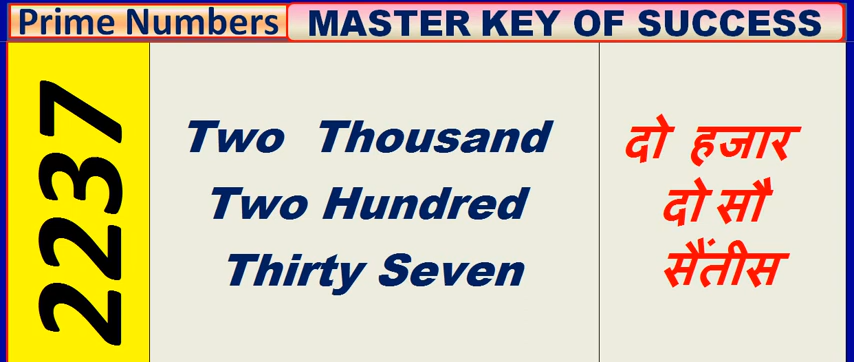 Prime Numbers MASTER KEY OF SUCCESS
2237
Two Thousand
Two Hundred
Thirty Seven
दो हजार
दो सौ
सैंतीस